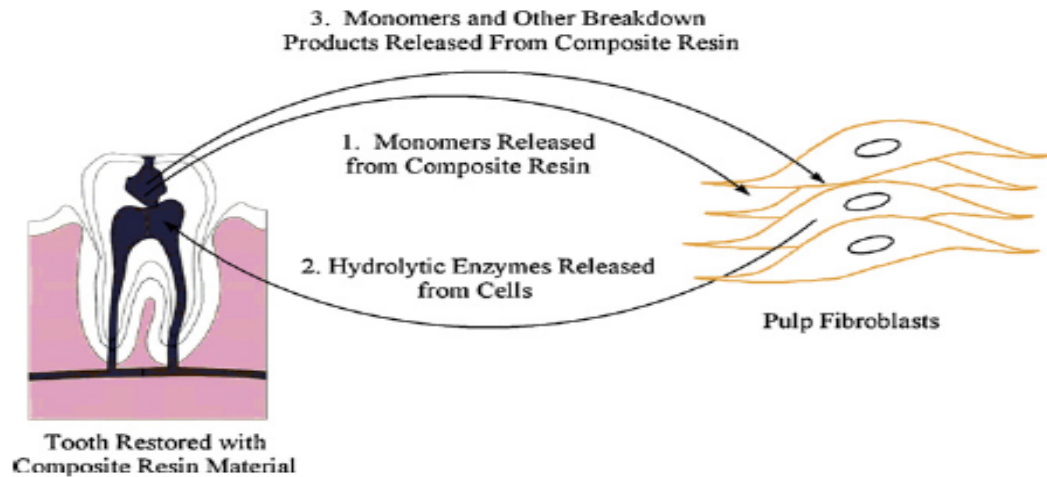 3. Monomers and Other Breakdown
Products Released From Composite Resin
1. Monomers Released
from Composite Resin
2. Hydrolytic Enzymes Released
from Cells
Pulp Fibroblasts
Tooth Restored with
Composite Resin Material